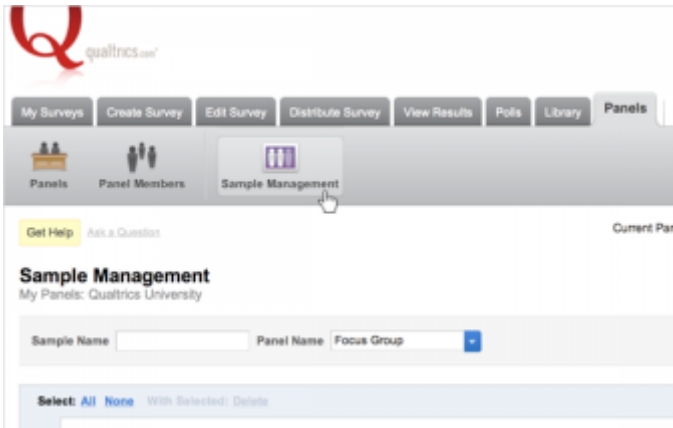 qualtrics.com®
My Surveys Create Survey Edit Survey Distribute Survey View Results Polls Library Panels
Panels Panel Members Sample Management
Get Help Ask a Question Current Par
Sample Management
My Panels: Qualtrics University
Sample Name Panel Name Focus Group
Select: All None With Selected: Delete